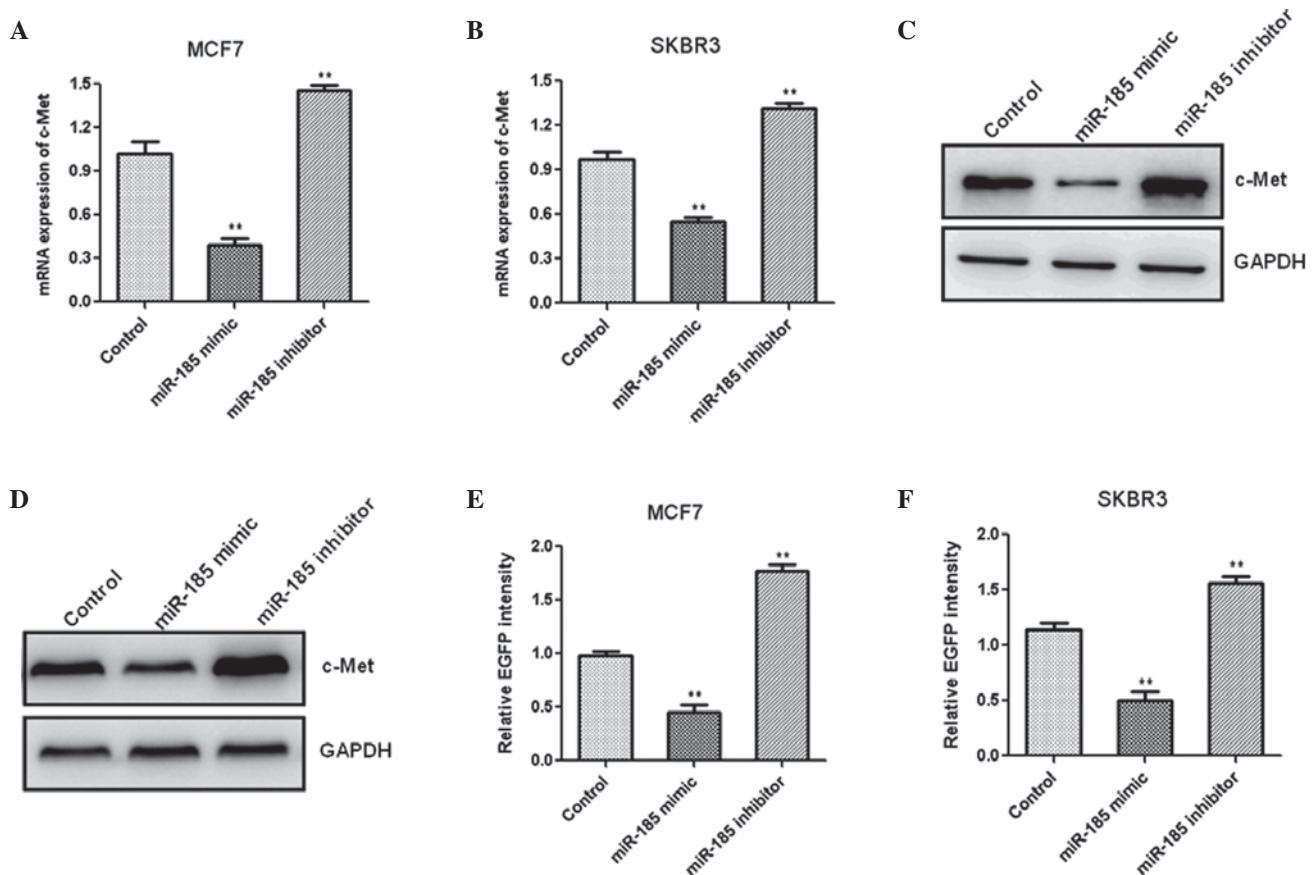 A
MCF7
mRNA expression of c-Met
1.5
1.2
0.9
0.6
0.3
0.0
**
**
Control
miR-185 mimic
miR-185 inhibitor
B
SKBR3
mRNA expression of c-Met
1.5
1.2
0.9
0.6
0.3
0.0
**
**
Control
miR-185 mimic
miR-185 inhibitor
C
Control
miR-185 mimic
miR-185 inhibitor
c-Met
GAPDH
D
Control
miR-185 mimic
miR-185 inhibitor
c-Met
GAPDH
E
MCF7
Relative EGFP intensity
2.0
1.5
1.0
0.5
0.0
**
**
Control
miR-185 mimic
miR-185 inhibitor
F
SKBR3
Relative EGFP intensity
2.0
1.5
1.0
0.5
0.0
**
**
Control
miR-185 mimic
miR-185 inhibitor